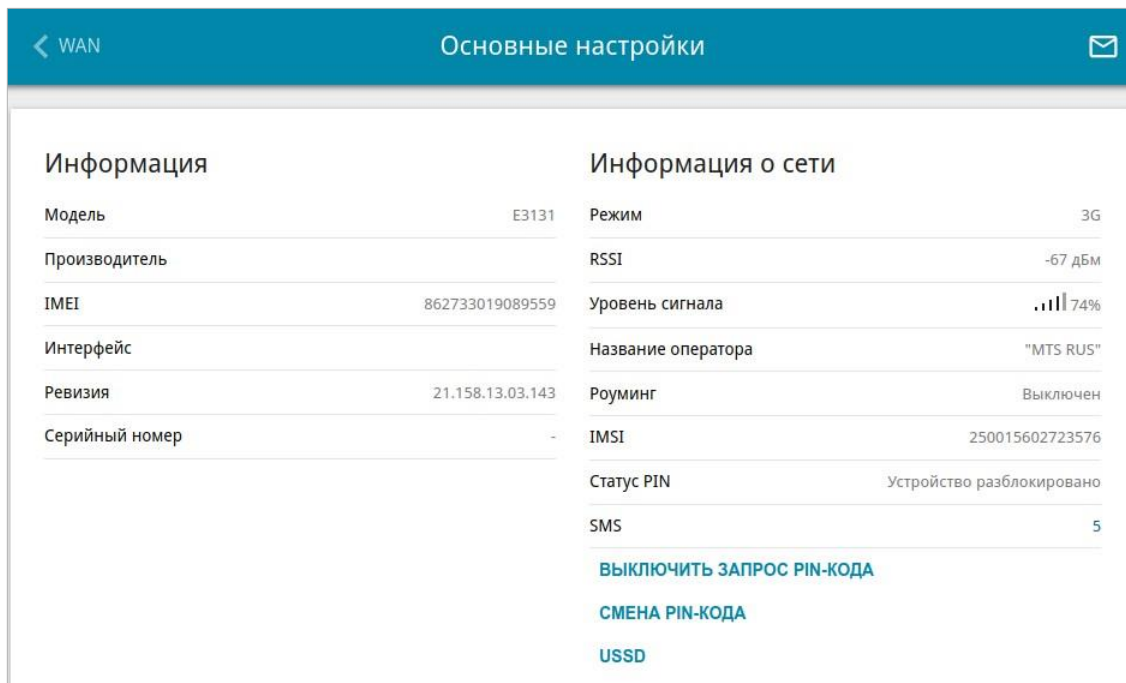 WAN
Основные настройки
Информация
Модель E3131
Производитель
IMEI 862733019089559
Интерфейс
Ревизия 21.158.13.03.143
Серийный номер -
Информация о сети
Режим 3G
RSSI -67 дБм
Уровень сигнала 74%
Название оператора "MTS RUS"
Роуминг Выключен
IMSI 250015602723576
Статус PIN Устройство разблокировано
SMS 5
ВЫКЛЮЧИТЬ ЗАПРОС PIN-КОДА
СМЕНА PIN-КОДА
USSD